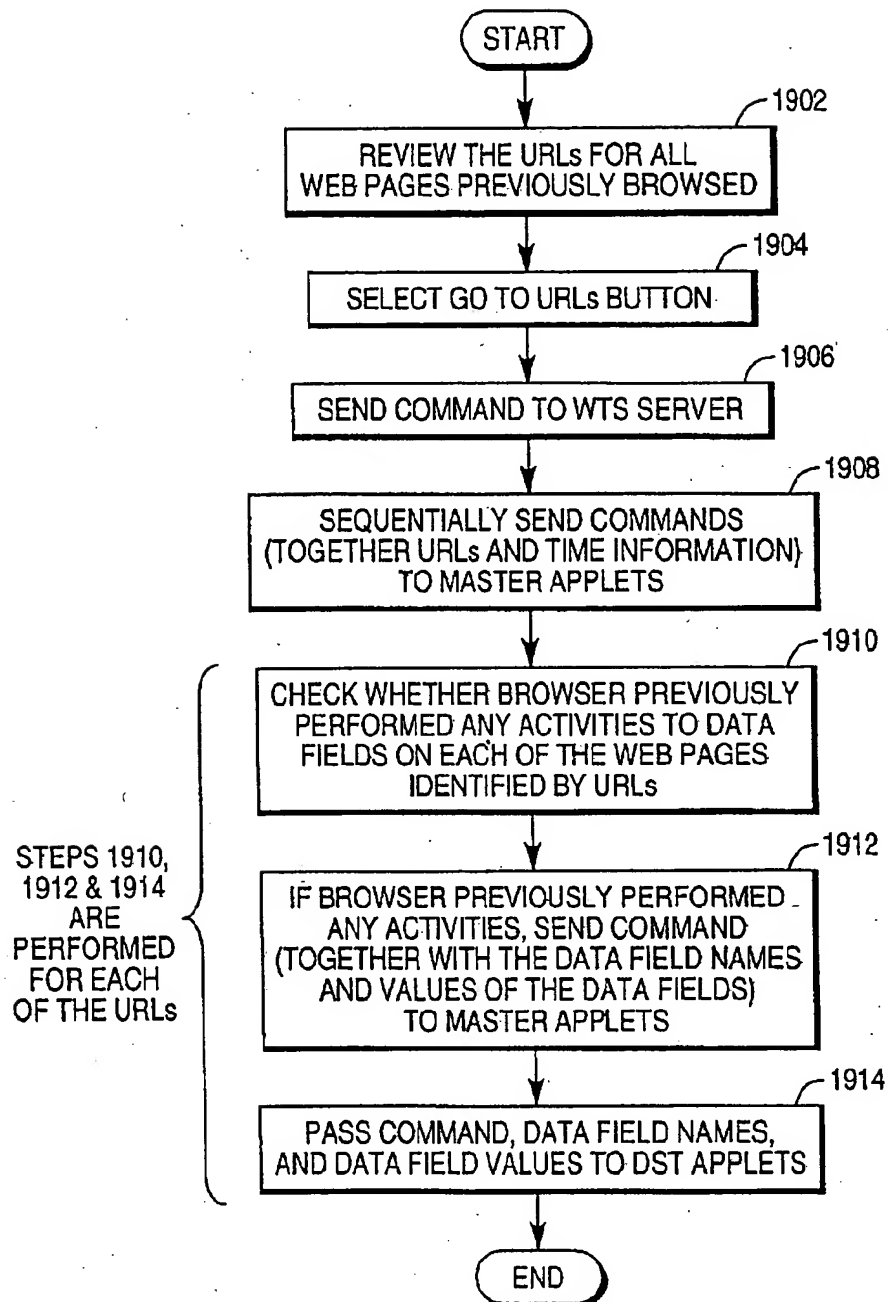 START
1902
REVIEW THE URLs FOR ALL
WEB PAGES PREVIOUSLY BROWSED
1904
SELECT GO TO URLs BUTTON
1906
SEND COMMAND TO WTS SERVER
1908
SEQUENTIALLY SEND COMMANDS
(TOGETHER URLs AND TIME INFORMATION)
TO MASTER APPLETS
1910
CHECK WHETHER BROWSER PREVIOUSLY
PERFORMED ANY ACTIVITIES TO DATA
FIELDS ON EACH OF THE WEB PAGES
IDENTIFIED BY URLs
STEPS 1910,
1912 & 1914
ARE
PERFORMED
FOR EACH
OF THE URLs
1912
IF BROWSER PREVIOUSLY PERFORMED
ANY ACTIVITIES, SEND COMMAND
(TOGETHER WITH THE DATA FIELD NAMES
AND VALUES OF THE DATA FIELDS)
TO MASTER APPLETS
1914
PASS COMMAND, DATA FIELD NAMES,
AND DATA FIELD VALUES TO DST APPLETS
END